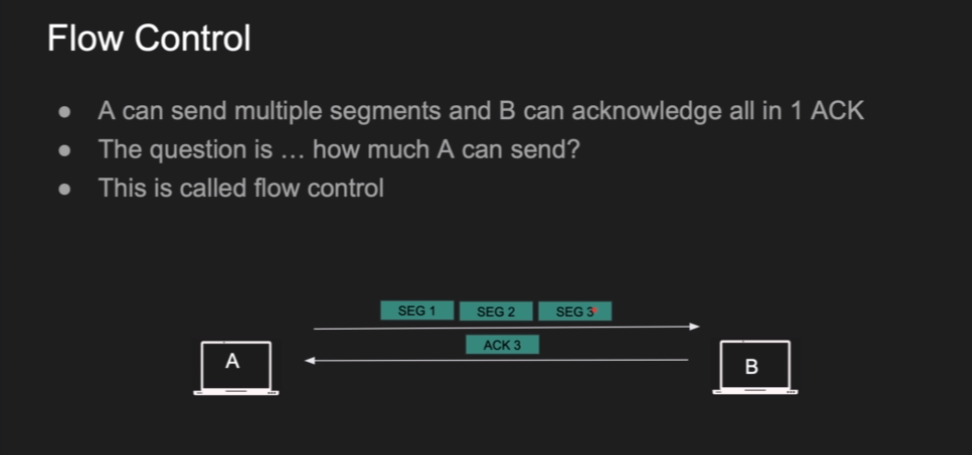 Flow Control
● A can send multiple segments and B can acknowledge all in 1 ACK
● The question is … how much A can send?
● This is called flow control
SEG 1 SEG 2 SEG 3
ACK 3
A
B